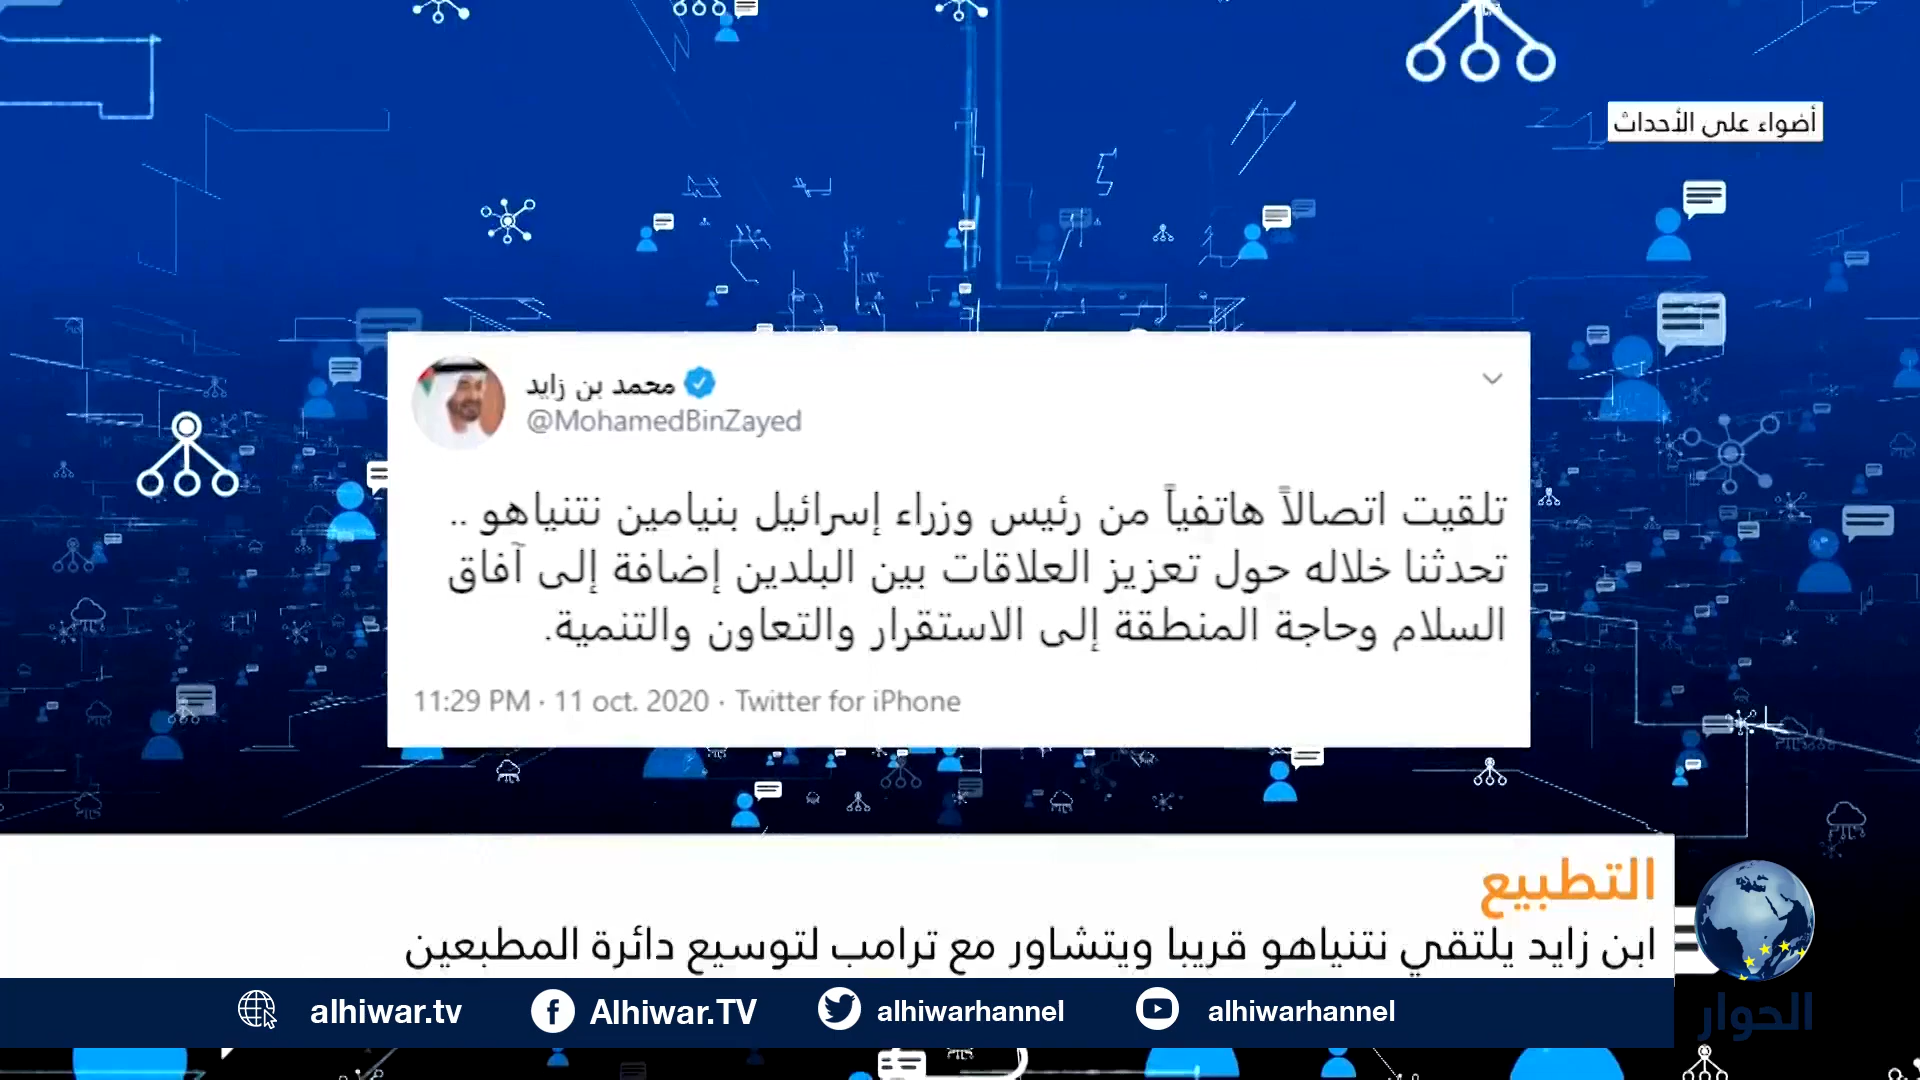 أضواء على الأحداث
محمد بن زايد
@MohamedBinZayed
تلقيت اتصالاً هاتفياً من رئيس وزراء إسرائيل بنيامين نتنياهو ..
تحدثنا خلاله حول تعزيز العلاقات بين البلدين إضافة إلى آفاق
السلام وحاجة المنطقة إلى الاستقرار والتعاون والتنمية.
11:29 PM · 11 oct. 2020 · Twitter for iPhone
التطبيع
ابن زايد يلتقي نتنياهو قريبا ويتشاور مع ترامب لتوسيع دائرة المطبعين
alhiwar.tv
Alhiwar.TV
alhiwarhannel
alhiwarhannel
الحوار